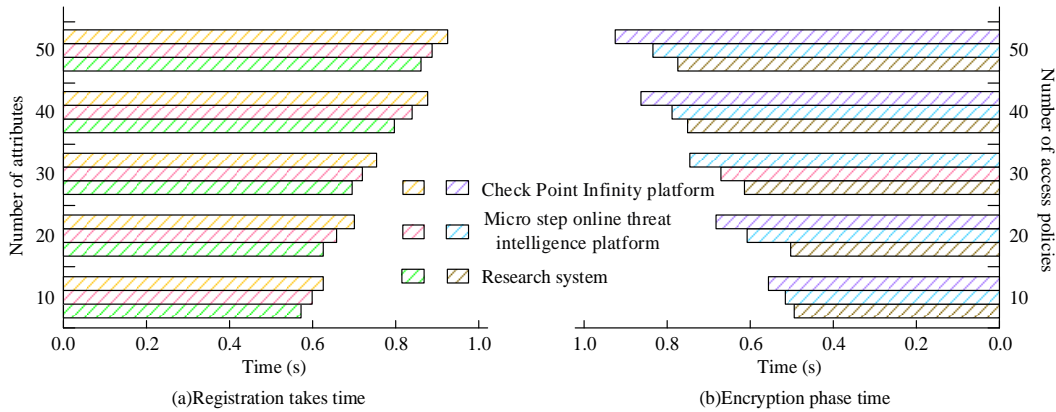 Number of attributes
50
40
30
20
10
0.0 0.2 0.4 0.6 0.8 1.0
Time (s)
(a)Registration takes time
Check Point Infinity platform
Micro step online threat
intelligence platform
Research system
50
40
30
20
10
Number of access policies
1.0 0.8 0.6 0.4 0.2 0.0
Time (s)
(b)Encryption phase time